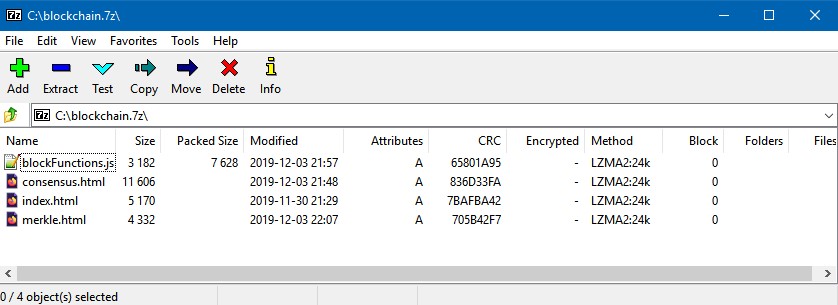 7z C:\blockchain.7z\
File Edit View Favorites Tools Help
Add Extract Test Copy Move Delete Info
7z C:\blockchain.7z\
Name Size Packed Size Modified Attributes CRC Encrypted Method Block Folders Files
blockFunctions.js 3 182 7 628 2019-12-03 21:57 A 65801A95 - LZMA2:24k 0
consensus.html 11 606 2019-12-03 21:48 A 836D33FA - LZMA2:24k 0
index.html 5 170 2019-11-30 21:29 A 7BAFBA42 - LZMA2:24k 0
merkle.html 4 332 2019-12-03 22:07 A 705B42F7 - LZMA2:24k 0
0 / 4 object(s) selected